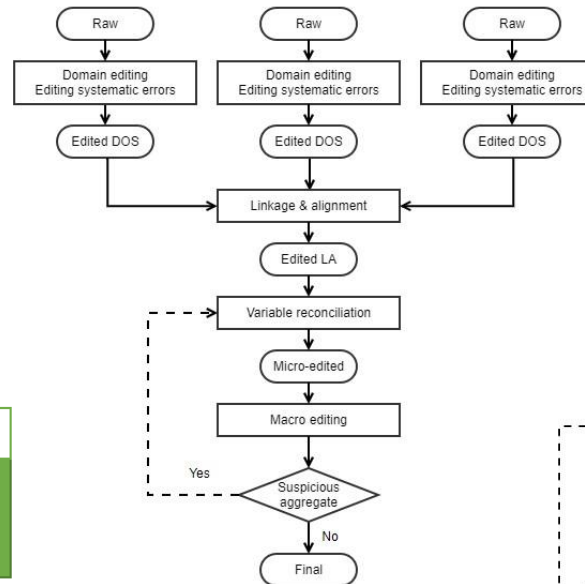 Raw
Raw
Raw
Domain editing
Editing systematic errors
Domain editing
Editing systematic errors
Domain editing
Editing systematic errors
Edited DOS
Edited DOS
Edited DOS
Linkage & alignment
Edited LA
Variable reconciliation
Micro-edited
Macro editing
Yes
Suspicious
aggregate
No
Final